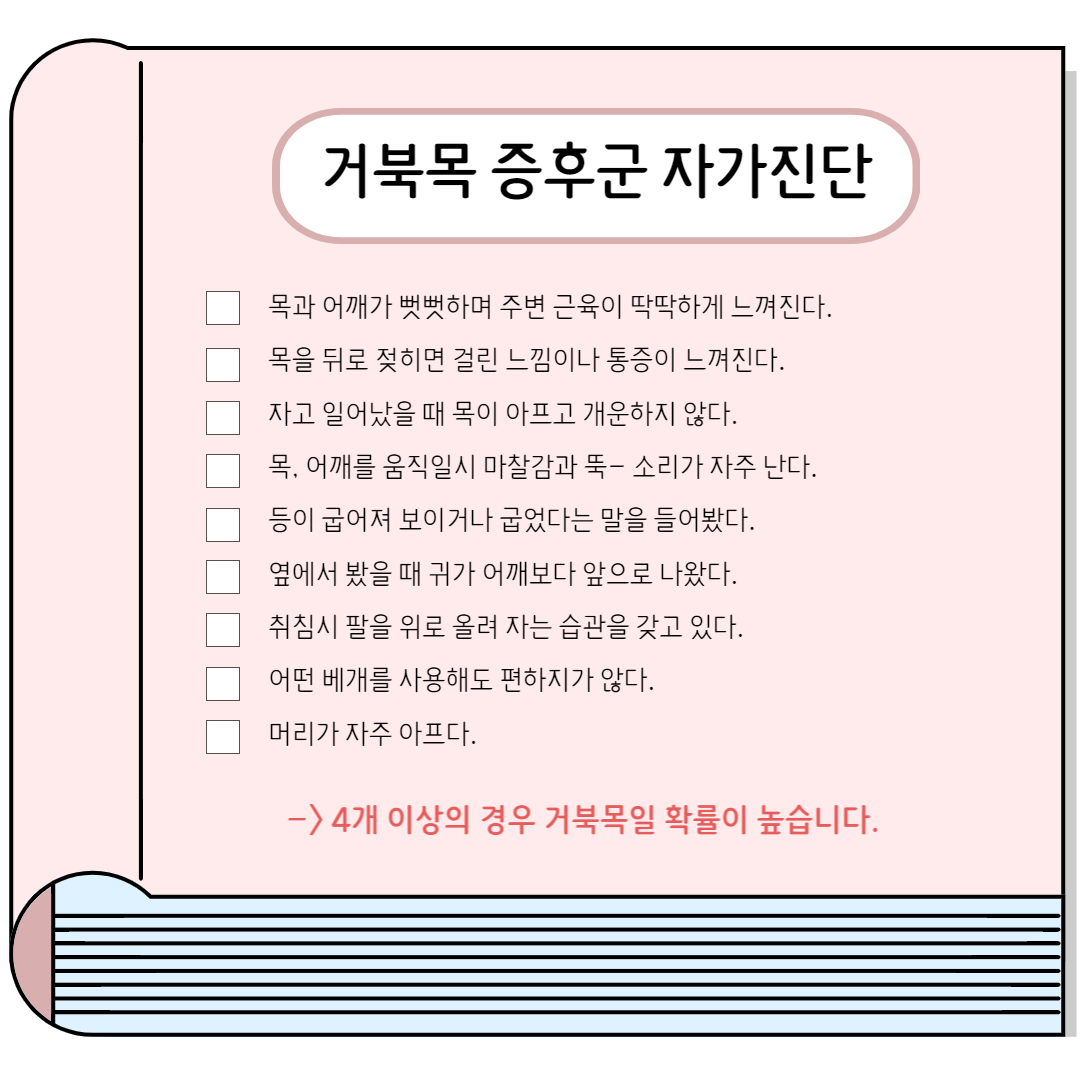 거북목 증후군 자가진단
목과 어깨가 뻣뻣하며 주변 근육이 딱딱하게 느껴진다.
목을 뒤로 젖히면 걸린 느낌이나 통증이 느껴진다.
자고 일어났을 때 목이 아프고 개운하지 않다.
목, 어깨를 움직일시 마찰감과 뚝- 소리가 자주 난다.
등이 굽어져 보이거나 굽었다는 말을 들어봤다.
옆에서 봤을 때 귀가 어깨보다 앞으로 나왔다.
취침시 팔을 위로 올려 자는 습관을 갖고 있다.
어떤 베개를 사용해도 편하지가 않다.
머리가 자주 아프다.
-> 4개 이상의 경우 거북목일 확률이 높습니다.